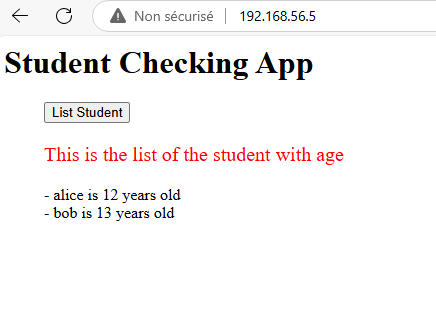 Non sécurisé 192.168.56.5
Student Checking App
List Student
This is the list of the student with age
- alice is 12 years old
- bob is 13 years old